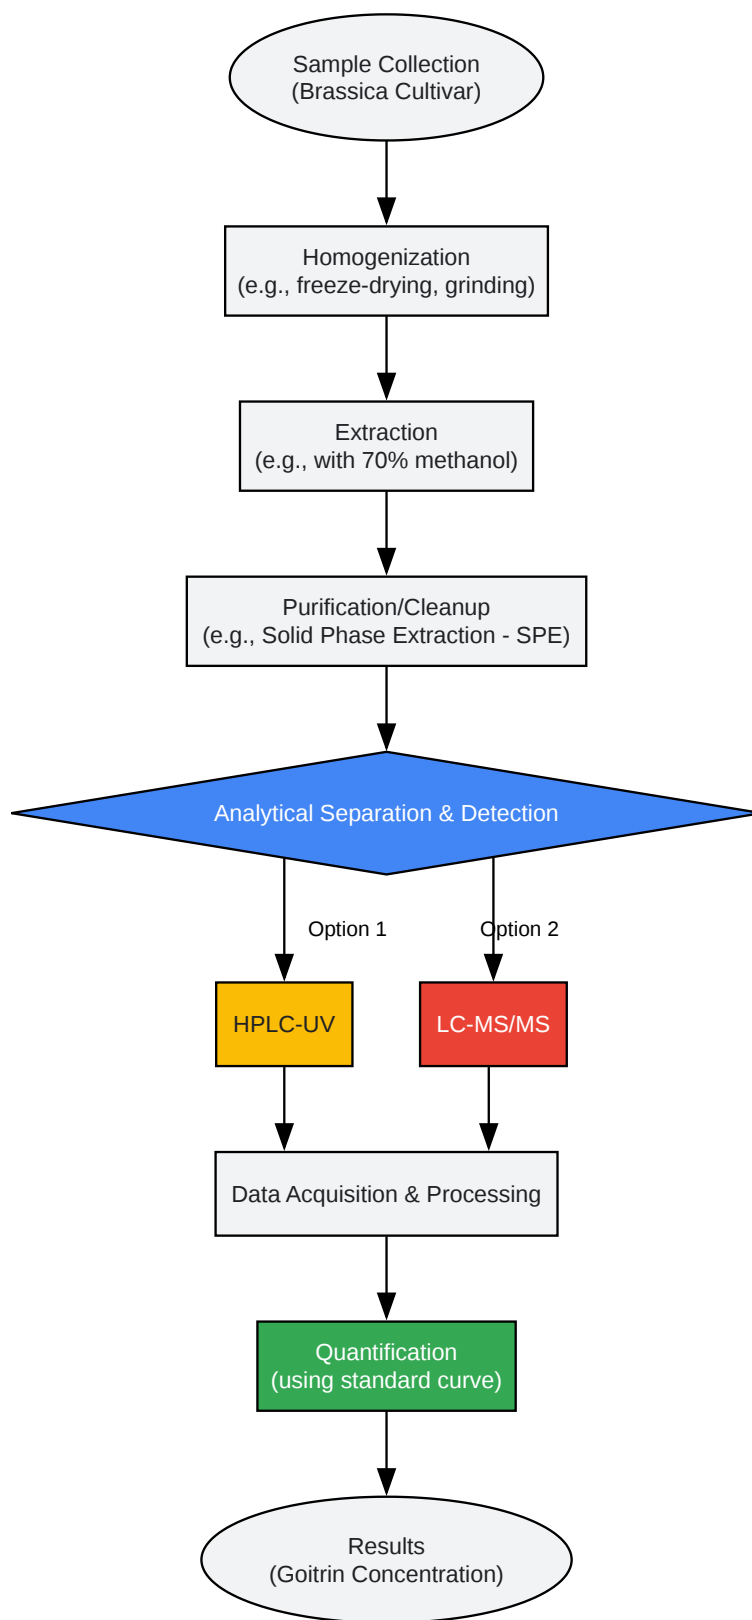 Sample Collection
(Brassica Cultivar)
Homogenization
(e.g., freeze-drying, grinding)
Extraction
(e.g., with 70% methanol)
Purification/Cleanup
(e.g., Solid Phase Extraction - SPE)
Analytical Separation & Detection
Option 1
Option 2
HPLC-UV
LC-MS/MS
Data Acquisition & Processing
Quantification
(using standard curve)
Results
(Goitrin Concentration)